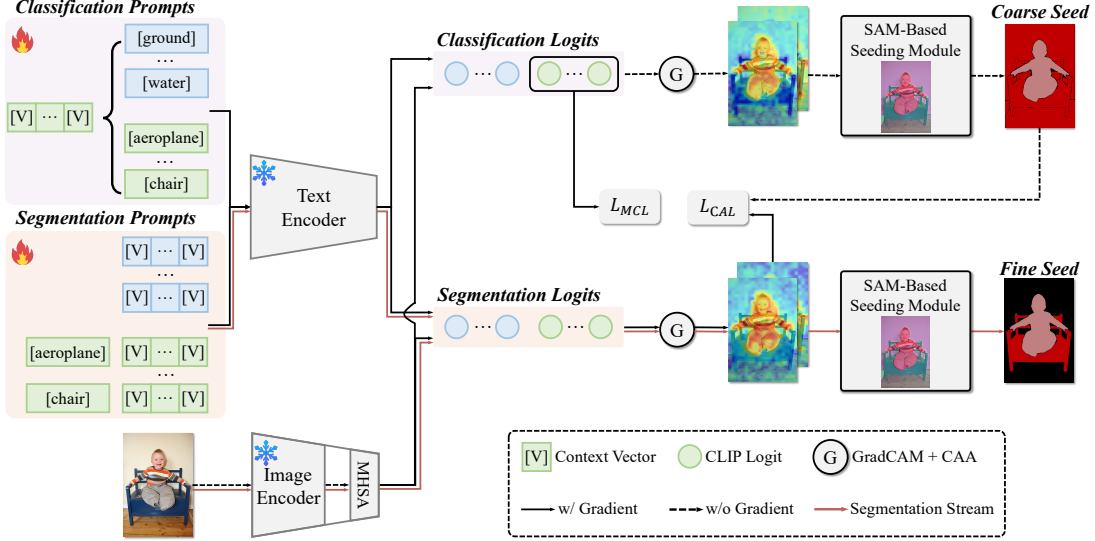 Classification Prompts
[ground]
...
[water]
[V] ... [V]
[aeroplane]
...
[chair]
Segmentation Prompts
[V] ... [V]
...
[V] ... [V]
[aeroplane] [V] ... [V]
...
[chair] [V] ... [V]
Text
Encoder
Image
Encoder
MHSA
Classification Logits
... ...
G
SAM-Based
Seeding Module
Coarse Seed
L_MCL
L_CAL
Segmentation Logits
... ...
G
SAM-Based
Seeding Module
Fine Seed
[V] Context Vector
CLIP Logit
G GradCAM + CAA
w/ Gradient
w/o Gradient
Segmentation Stream